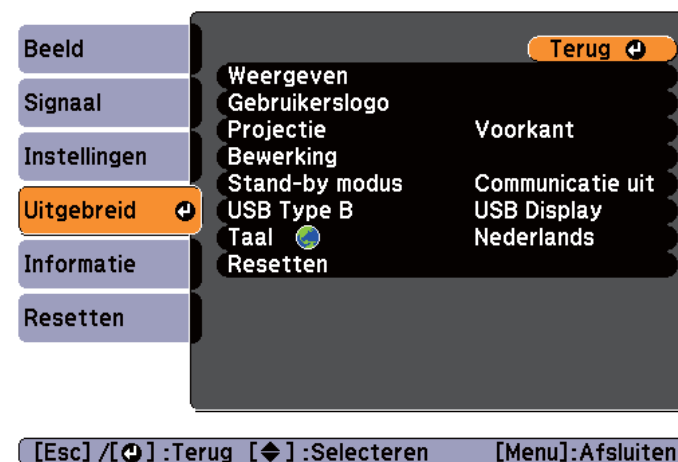 Beeld
Signaal
Instellingen
Uitgebreid
Informatie
Resetten
Terug
Weergeven
Gebruikerslogo
Projectie Voorkant
Bewerking
Stand-by modus Communicatie uit
USB Type B USB Display
Taal Nederlands
Resetten
[Esc] /[⏎] :Terug [◆] :Selecteren [Menu]:Afsluiten